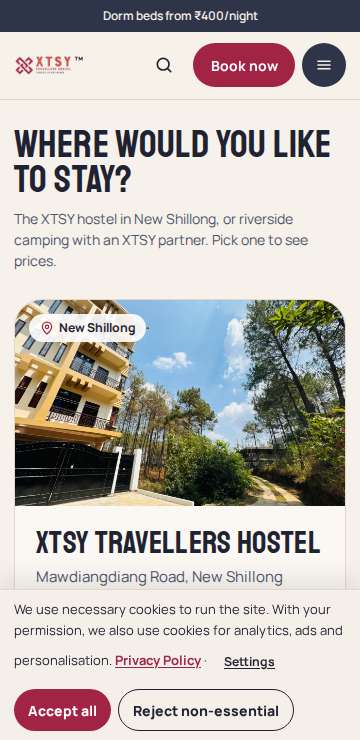 Dorm beds from ₹400/night
XTSY ™
Book now
WHERE WOULD YOU LIKE
TO STAY?
The XTSY hostel in New Shillong, or riverside
camping with an XTSY partner. Pick one to see
prices.
New Shillong
XTSY TRAVELLERS HOSTEL
Mawdiangdiang Road, New Shillong
We use necessary cookies to run the site. With your
permission, we also use cookies for analytics, ads and
personalisation. Privacy Policy · Settings
Accept all
Reject non-essential